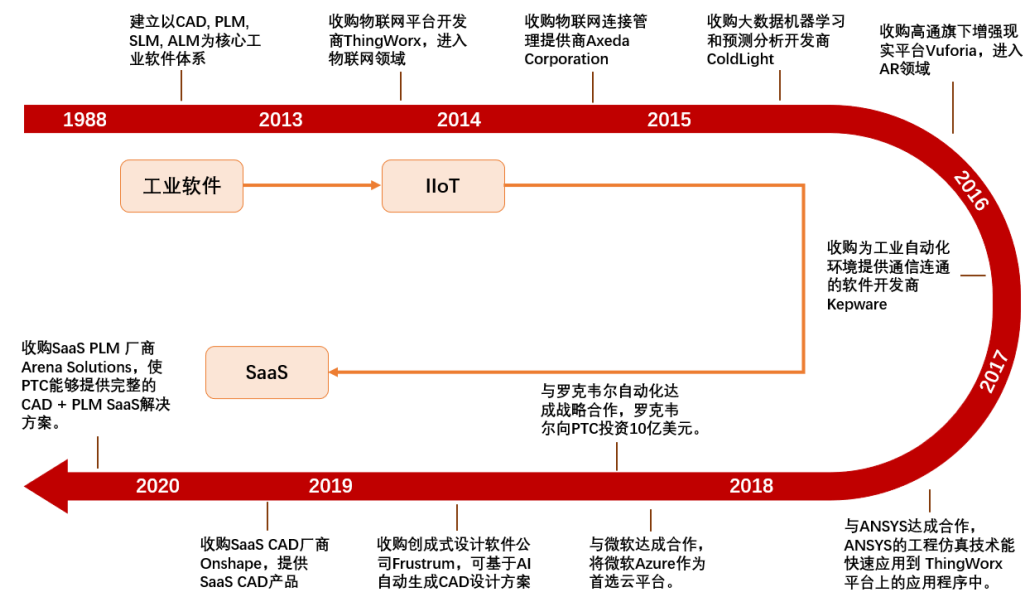 建立以CAD, PLM,
SLM, ALM为核心工
业软件体系
收购物联网平台开发
商ThingWorx，进入
物联网领域
收购物联网连接管
理提供商Axeda
Corporation
收购大数据机器学习
和预测分析开发商
ColdLight
收购高通旗下增强现
实平台Vuforia，进入
AR领域
1988
2013
2014
2015
2016
工业软件
IIoT
收购为工业自动化
环境提供通信连通
的软件开发商
Kepware
2017
收购SaaS PLM 厂商
Arena Solutions，使
PTC能够提供完整的
CAD + PLM SaaS解决
方案。
SaaS
与罗克韦尔自动化达
成战略合作，罗克韦
尔向PTC投资10亿美元。
2020
2019
2018
收购SaaS CAD厂商
Onshape，提供
SaaS CAD产品
收购创成式设计软件公
司Frustrum，可基于AI
自动生成CAD设计方案
与微软达成合作，
将微软Azure作为
首选云平台。
与ANSYS达成合作，
ANSYS的工程仿真技术能
快速应用到 ThingWorx
平台上的应用程序中。